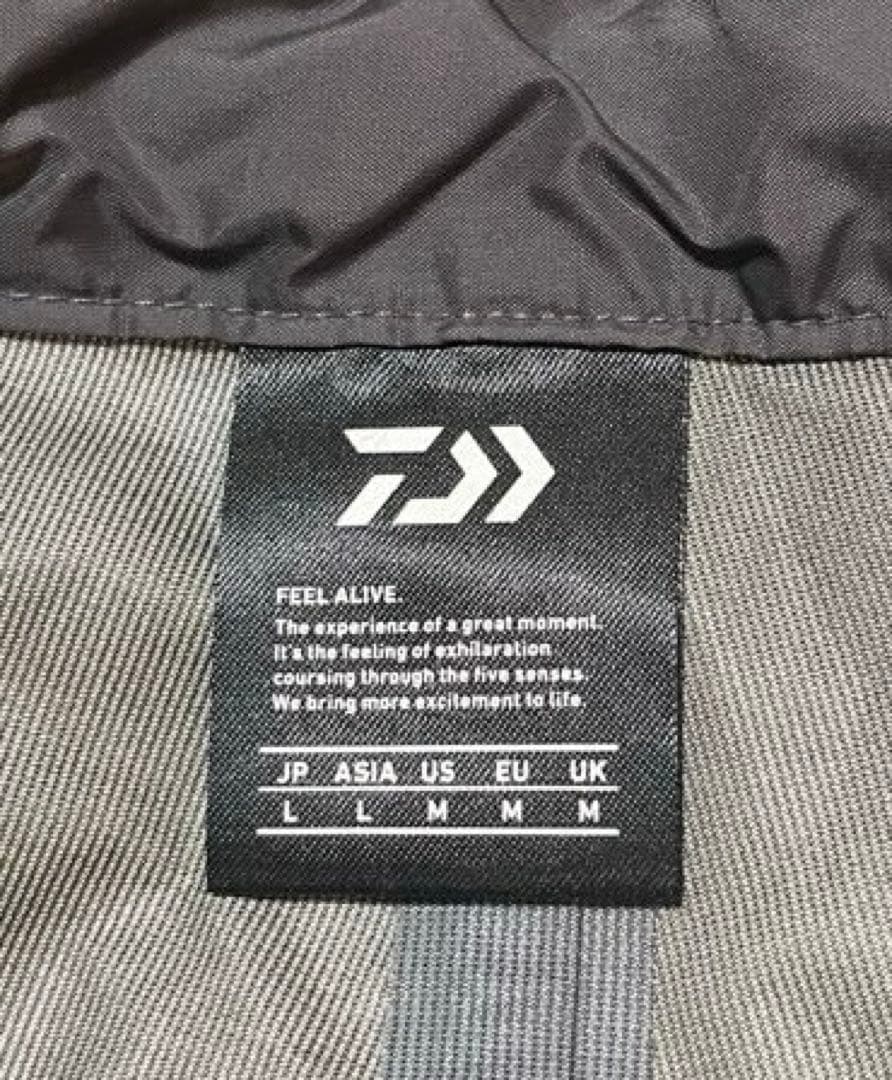 FEEL ALIVE.
The experience of a great moment.
It's the feeling of exhilaration
coursing through the five senses.
We bring more excitement to life.
JP ASIA US EU UK
L L M M M